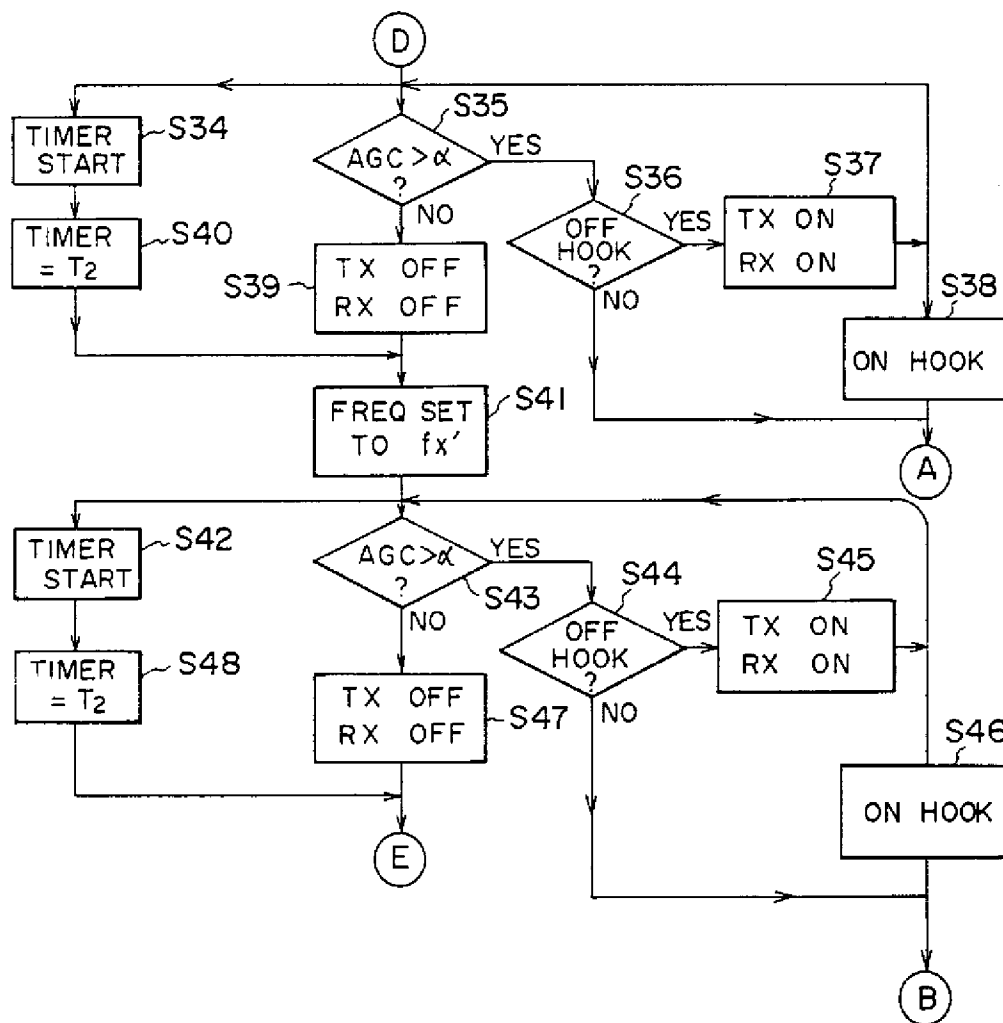 D
S34
TIMER
START
S35
AGC>α
?
YES
NO
S36
OFF
HOOK
?
YES
NO
S37
TX ON
RX ON
S38
ON HOOK
A
S40
TIMER
= T2
S39
TX OFF
RX OFF
S41
FREQ SET
TO fx'
S42
TIMER
START
S43
AGC>α
?
YES
NO
S44
OFF
HOOK
?
YES
NO
S45
TX ON
RX ON
S46
ON HOOK
S48
TIMER
= T2
S47
TX OFF
RX OFF
E
B